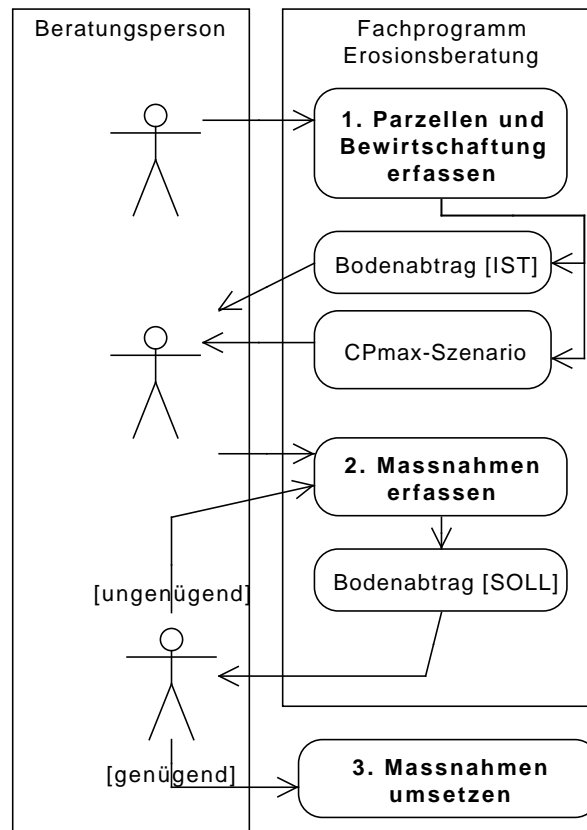 Beratungsperson
Fachprogramm
Erosionsberatung
1. Parzellen und
Bewirtschaftung
erfassen
Bodenabtrag [IST]
CPmax-Szenario
2. Massnahmen
erfassen
Bodenabtrag [SOLL]
[ungenügend]
[genügend]
3. Massnahmen
umsetzen